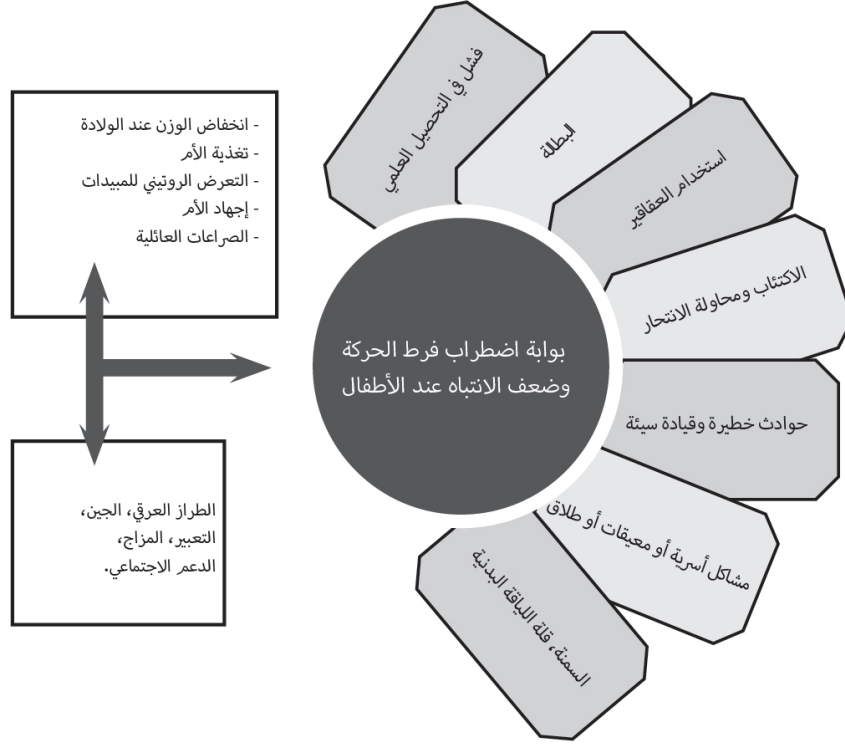 - انخفاض الوزن عند الولادة
- تغذية الأم
- التعرض الروتيني للمبيدات
- إجهاد الأم
- الصراعات العائلية
الطراز العرقي، الجين،
التعبير، المزاج،
الدعم الاجتماعي.
بوابة اضطراب فرط الحركة
وضعف الانتباه عند الأطفال
فشل في التحصيل العلمي
البطالة
استخدام العقاقير
الاكتئاب ومحاولة الانتحار
حوادث خطيرة وقيادة سيئة
مشاكل أسرية أو معيقات أو طلاق
السمنة، قلة اللياقة البدنية